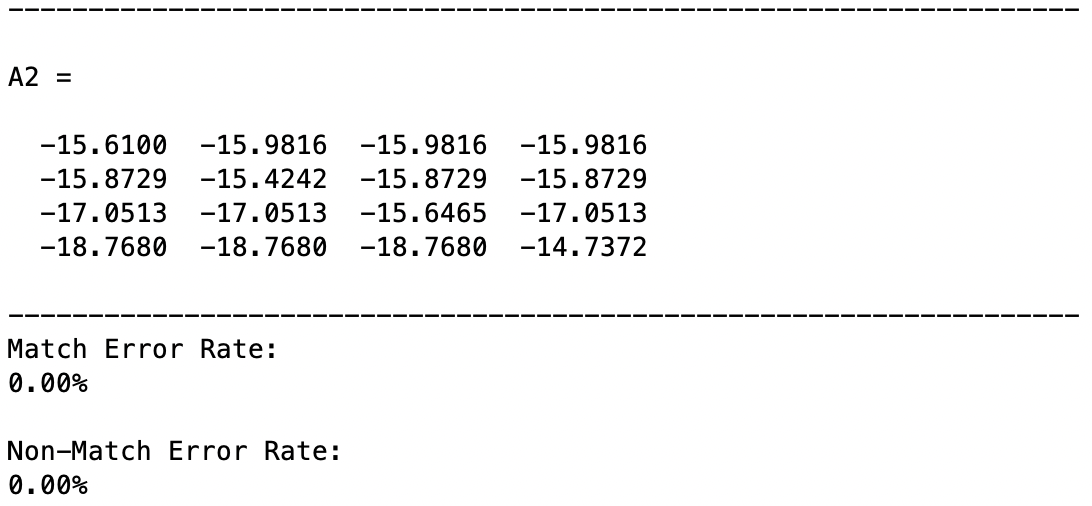 --------------------------------------------------------------------
A2 =
-15.6100 -15.9816 -15.9816 -15.9816
-15.8729 -15.4242 -15.8729 -15.8729
-17.0513 -17.0513 -15.6465 -17.0513
-18.7680 -18.7680 -18.7680 -14.7372
--------------------------------------------------------------------
Match Error Rate:
0.00%
Non-Match Error Rate:
0.00%